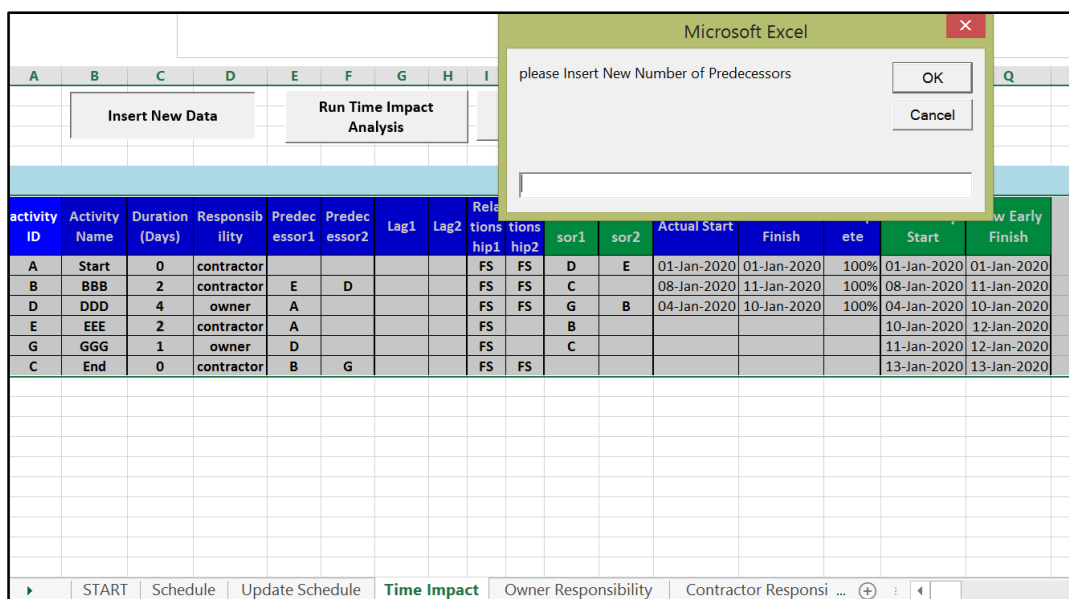 Microsoft Excel
please Insert New Number of Predecessors
OK
Cancel
A B C D E F G H I Q
Insert New Data
Run Time Impact
Analysis
activity ID Activity Name Duration (Days) Responsib ility Predec essor1 Predec essor2 Lag1 Lag2 tions hip1 tions hip2 sor1 sor2 Actual Start Finish ete Start Early Finish
A Start 0 contractor FS FS D E 01-Jan-2020 01-Jan-2020 100% 01-Jan-2020 01-Jan-2020
B BBB 2 contractor E D FS FS C 08-Jan-2020 11-Jan-2020 100% 08-Jan-2020 11-Jan-2020
D DDD 4 owner A FS FS G B 04-Jan-2020 10-Jan-2020 100% 04-Jan-2020 10-Jan-2020
E EEE 2 contractor A FS B 10-Jan-2020 12-Jan-2020
G GGG 1 owner D FS C 11-Jan-2020 12-Jan-2020
C End 0 contractor B G FS FS 13-Jan-2020 13-Jan-2020
START Schedule Update Schedule Time Impact Owner Responsibility Contractor Responsi ...